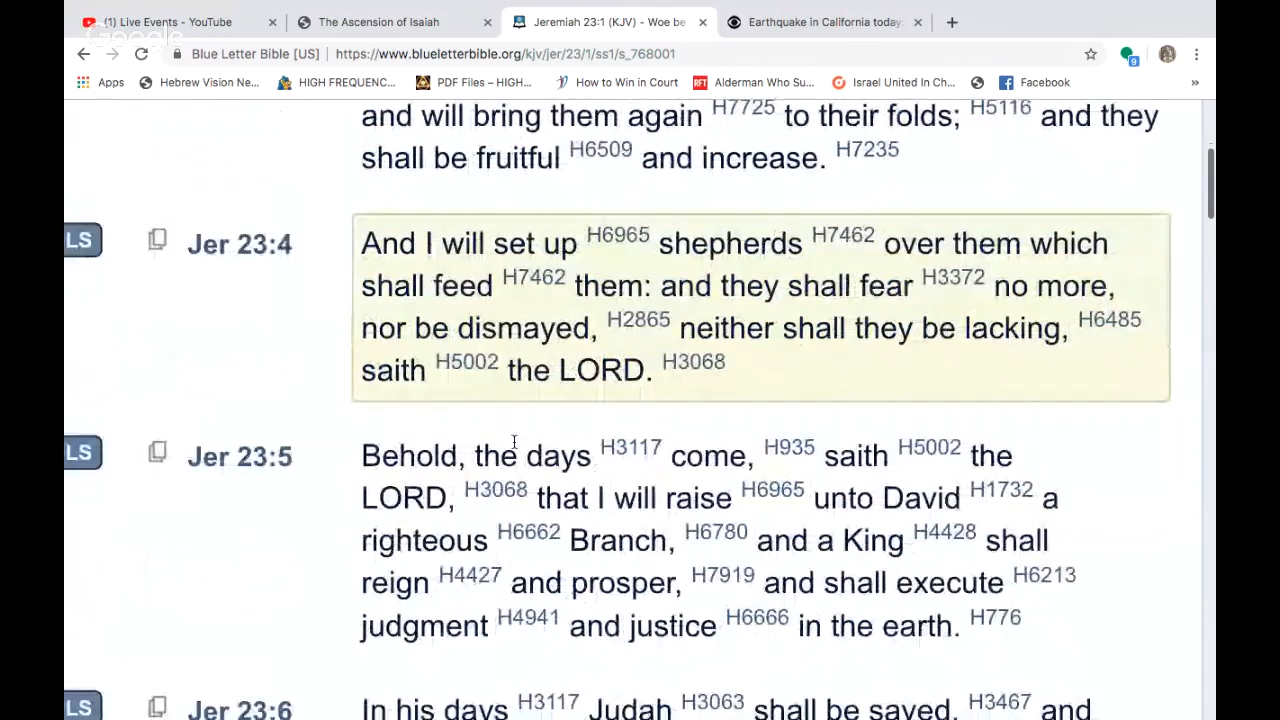 (1) Live Events - YouTube
The Ascension of Isaiah
Jeremiah 23:1 (KJV) - Woe be
Earthquake in California today:
Google
Blue Letter Bible [US] | https://www.blueletterbible.org/kjv/jer/23/1/ss1/s_768001
9
Apps
Hebrew Vision Ne...
HIGH FREQUENC...
PDF Files – HIGH...
How to Win in Court
RFT
Alderman Who Su...
Israel United In Ch...
Facebook
»
and will bring them again H7725 to their folds; H5116 and they
shall be fruitful H6509 and increase. H7235
LS
Jer 23:4
And I will set up H6965 shepherds H7462 over them which
shall feed H7462 them: and they shall fear H3372 no more,
nor be dismayed, H2865 neither shall they be lacking, H6485
saith H5002 the LORD. H3068
LS
Jer 23:5
Behold, the days H3117 come, H935 saith H5002 the
LORD, H3068 that I will raise H6965 unto David H1732 a
righteous H6662 Branch, H6780 and a King H4428 shall
reign H4427 and prosper, H7919 and shall execute H6213
judgment H4941 and justice H6666 in the earth. H776
LS
Jer 23:6
In his days H3117 Judah H3063 shall be saved, H3467 and